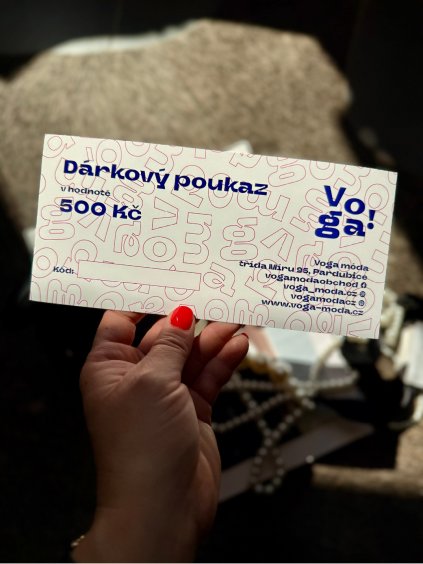 Dárkový poukaz
v hodnotě
500 Kč
Vo
ga!
Kód:
Voga móda
třída Míru 95, Pardubice
vogamodaobchod
voga_moda.cz
vogamodacz
www.voga-moda.cz